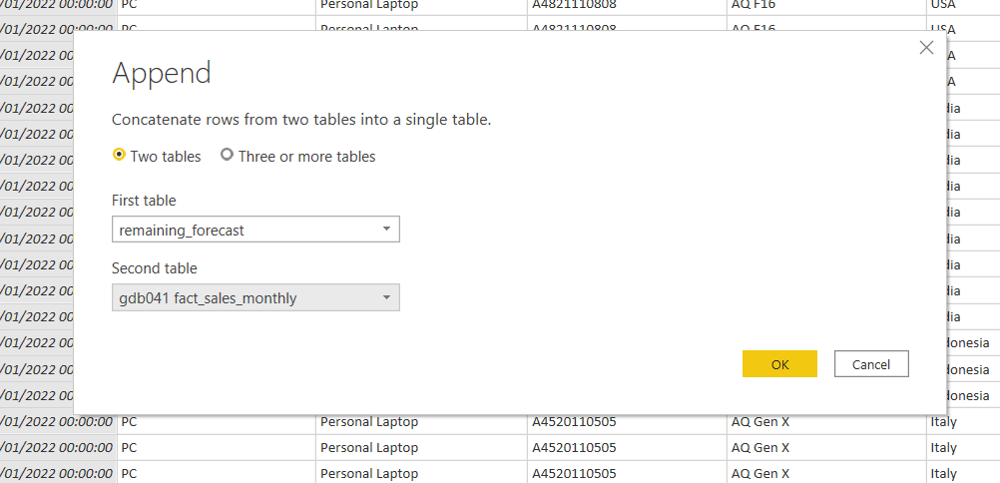 /01/2022 00:00:00 PC Personal Laptop A4821110808 AQ F16 USA
/01/2022 00:00:00 PC Personal Laptop A4821110808 AQ F16 USA
/01/2022 00 A
/01/2022 00 A
/01/2022 00 dia
/01/2022 00 dia
/01/2022 00 dia
/01/2022 00 dia
/01/2022 00 dia
/01/2022 00 dia
/01/2022 00 dia
/01/2022 00 dia
/01/2022 00 dia
/01/2022 00 donesia
/01/2022 00 donesia
/01/2022 00 donesia
Append
Concatenate rows from two tables into a single table.
Two tables Three or more tables
First table
remaining_forecast
Second table
gdb041 fact_sales_monthly
OK Cancel
/01/2022 00:00:00 PC Personal Laptop A4520110505 AQ Gen X Italy
/01/2022 00:00:00 PC Personal Laptop A4520110505 AQ Gen X Italy
/01/2022 00:00:00 PC Personal Laptop A4520110505 AQ Gen X Italy